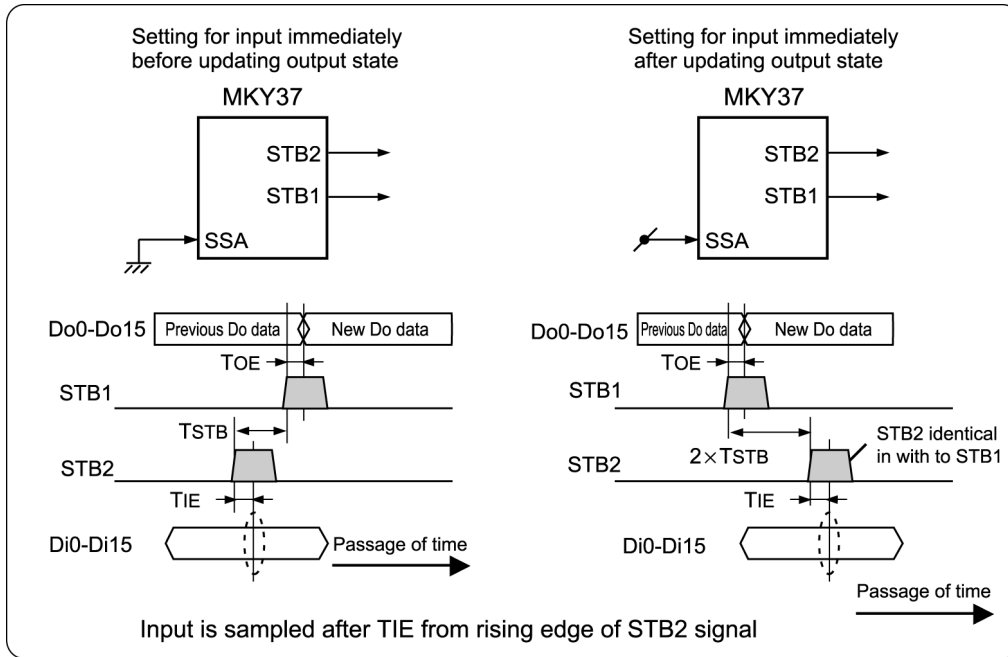 Setting for input immediately
before updating output state
MKY37
STB2
STB1
SSA
Do0-Do15
Previous Do data
New Do data
TOE
STB1
TSTB
STB2
TIE
Di0-Di15
Passage of time
Setting for input immediately
after updating output state
MKY37
STB2
STB1
SSA
Do0-Do15
Previous Do data
New Do data
TOE
STB1
2×TSTB
STB2 identical
in with to STB1
STB2
TIE
Di0-Di15
Passage of time
Input is sampled after TIE from rising edge of STB2 signal